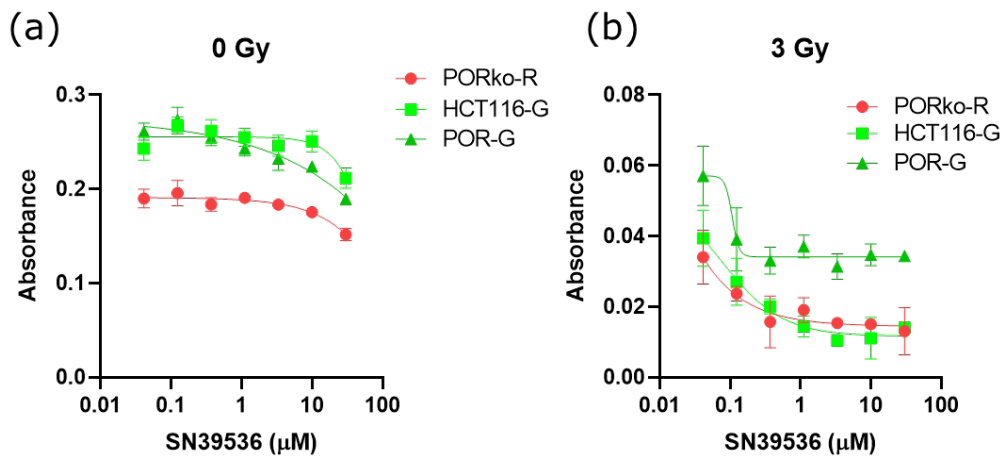 (a)
0 Gy
PORko-R
HCT116-G
POR-G
Absorbance
0.3
0.2
0.1
0.0
0.01
0.1
1
10
100
SN39536 (μM)
(b)
3 Gy
PORko-R
HCT116-G
POR-G
Absorbance
0.08
0.06
0.04
0.02
0.00
0.01
0.1
1
10
100
SN39536 (μM)